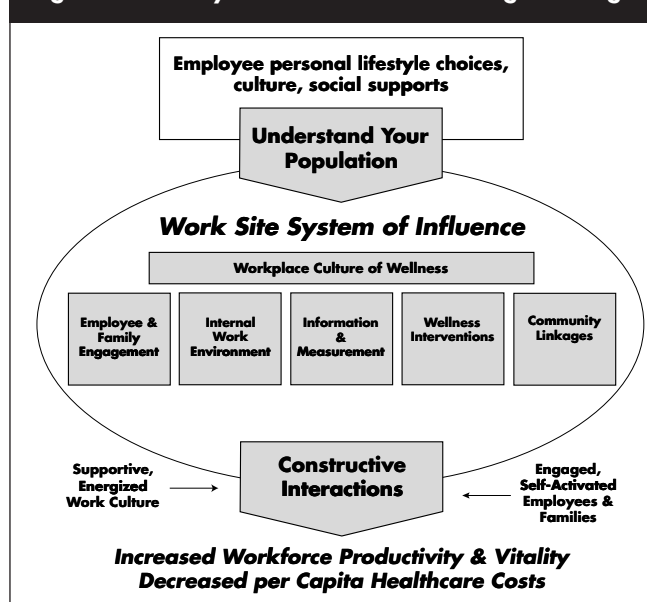 Employee personal lifestyle choices,
culture, social supports
Understand Your
Population
Work Site System of Influence
Workplace Culture of Wellness
Employee &
Family
Engagement
Internal
Work
Environment
Information
&
Measurement
Wellness
Interventions
Community
Linkages
Supportive,
Energized
Work Culture
Constructive
Interactions
Engaged,
Self-Activated
Employees &
Families
Increased Workforce Productivity & Vitality
Decreased per Capita Healthcare Costs